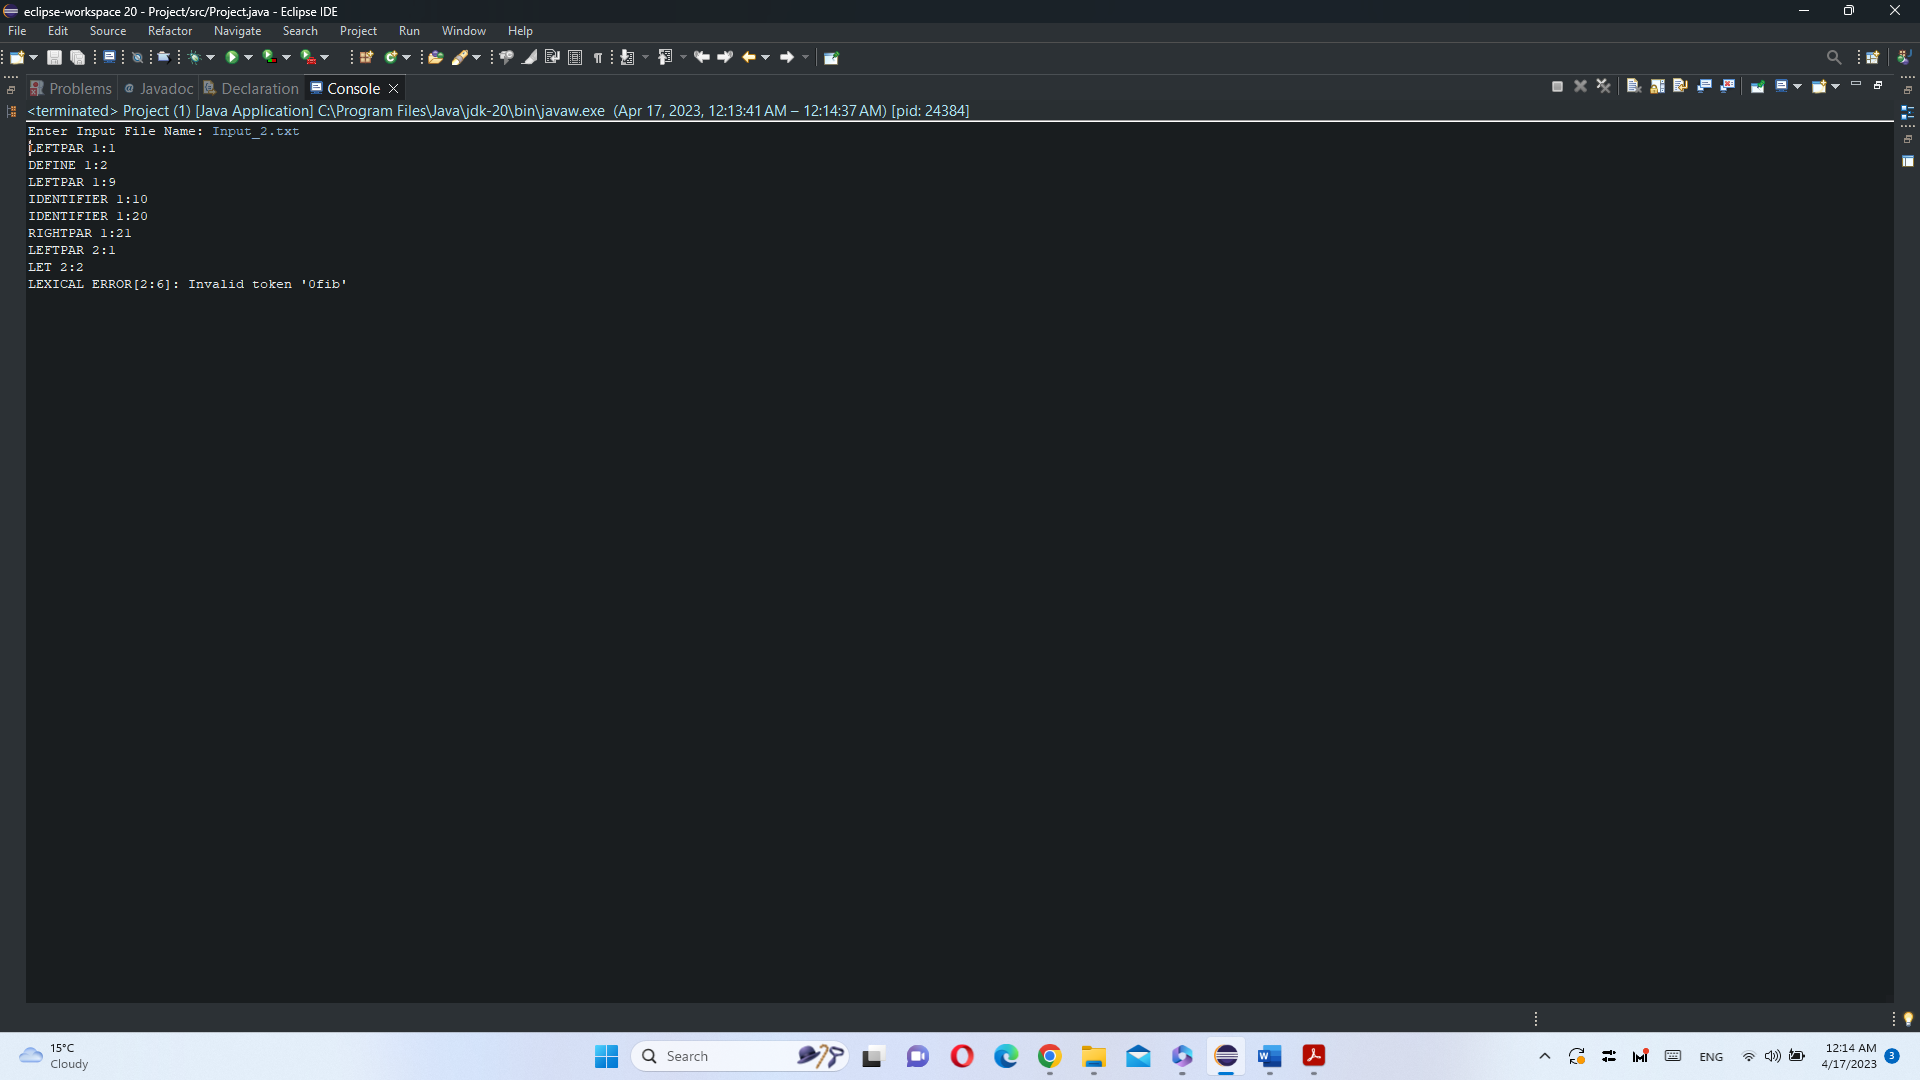 eclipse-workspace 20 - Project/src/Project.java - Eclipse IDE
File Edit Source Refactor Navigate Search Project Run Window Help
Problems Javadoc Declaration Console
<terminated> Project (1) [Java Application] C:\Program Files\Java\jdk-20\bin\javaw.exe (Apr 17, 2023, 12:13:41 AM – 12:14:37 AM) [pid: 24384]
Enter Input File Name: Input_2.txt
LEFTPAR 1:1
DEFINE 1:2
LEFTPAR 1:9
IDENTIFIER 1:10
IDENTIFIER 1:20
RIGHTPAR 1:21
LEFTPAR 2:1
LET 2:2
LEXICAL ERROR[2:6]: Invalid token '0fib'
15°C
Cloudy
Search
ENG
12:14 AM
4/17/2023
3